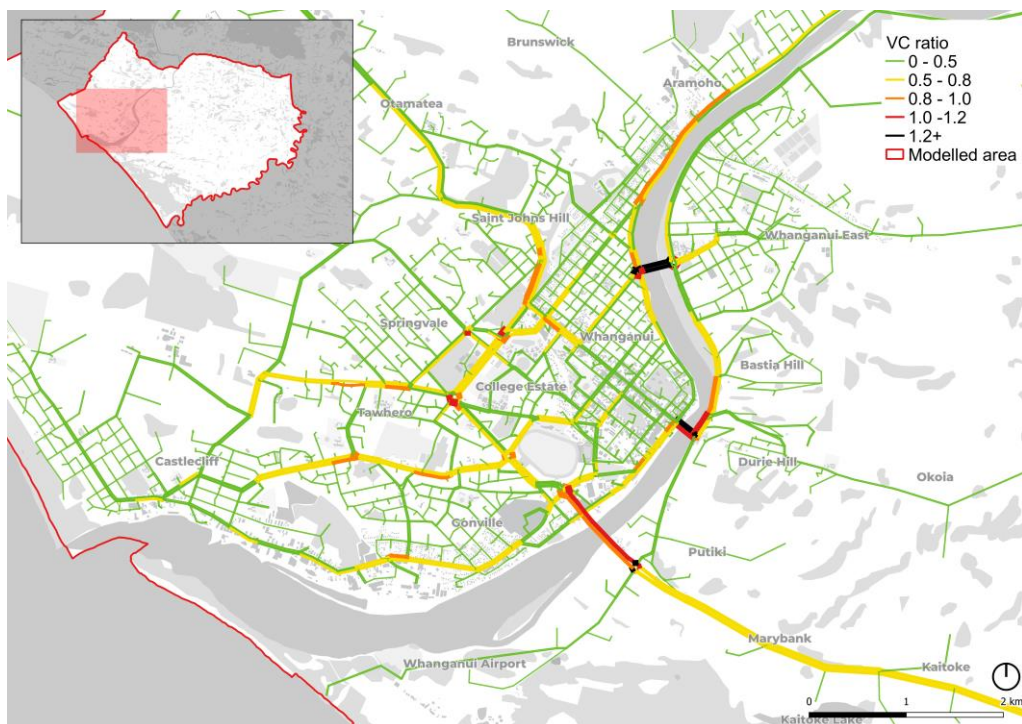 Brunswick
VC ratio
0 - 0.5
0.5 - 0.8
0.8 - 1.0
1.0 -1.2
1.2+
Modelled area
Aramoho
Otamatea
Saint Johns Hill
Whanganui East
Springvale
Whanganui
Bastia Hill
College Estate
Tawhero
Castlecliff
Durie Hill
Okoia
Gonville
Putiki
Marybank
Whanganui Airport
Kaitoke
0 1 2 km
Kaitoke Lake